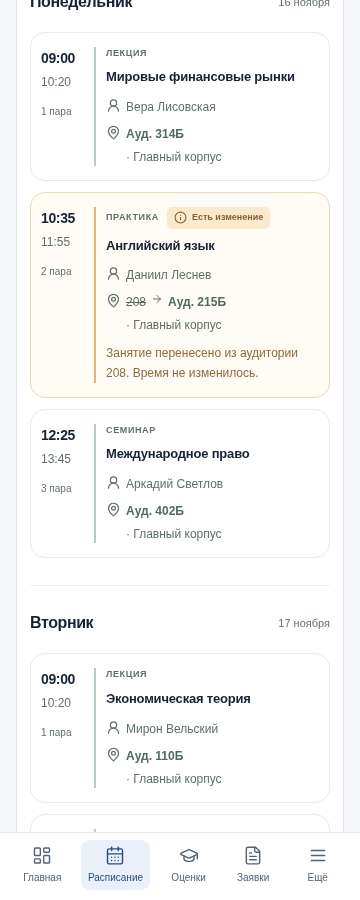 Понедельник 16 ноября
09:00
10:20
1 пара
ЛЕКЦИЯ
Мировые финансовые рынки
Вера Лисовская
Ауд. 314Б
· Главный корпус
10:35
11:55
2 пара
ПРАКТИКА Есть изменение
Английский язык
Даниил Леснев
208 → Ауд. 215Б
· Главный корпус
Занятие перенесено из аудитории
208. Время не изменилось.
12:25
13:45
3 пара
СЕМИНАР
Международное право
Аркадий Светлов
Ауд. 402Б
· Главный корпус
Вторник 17 ноября
09:00
10:20
1 пара
ЛЕКЦИЯ
Экономическая теория
Мирон Вельский
Ауд. 110Б
· Главный корпус
Главная Расписание Оценки Заявки Ещё